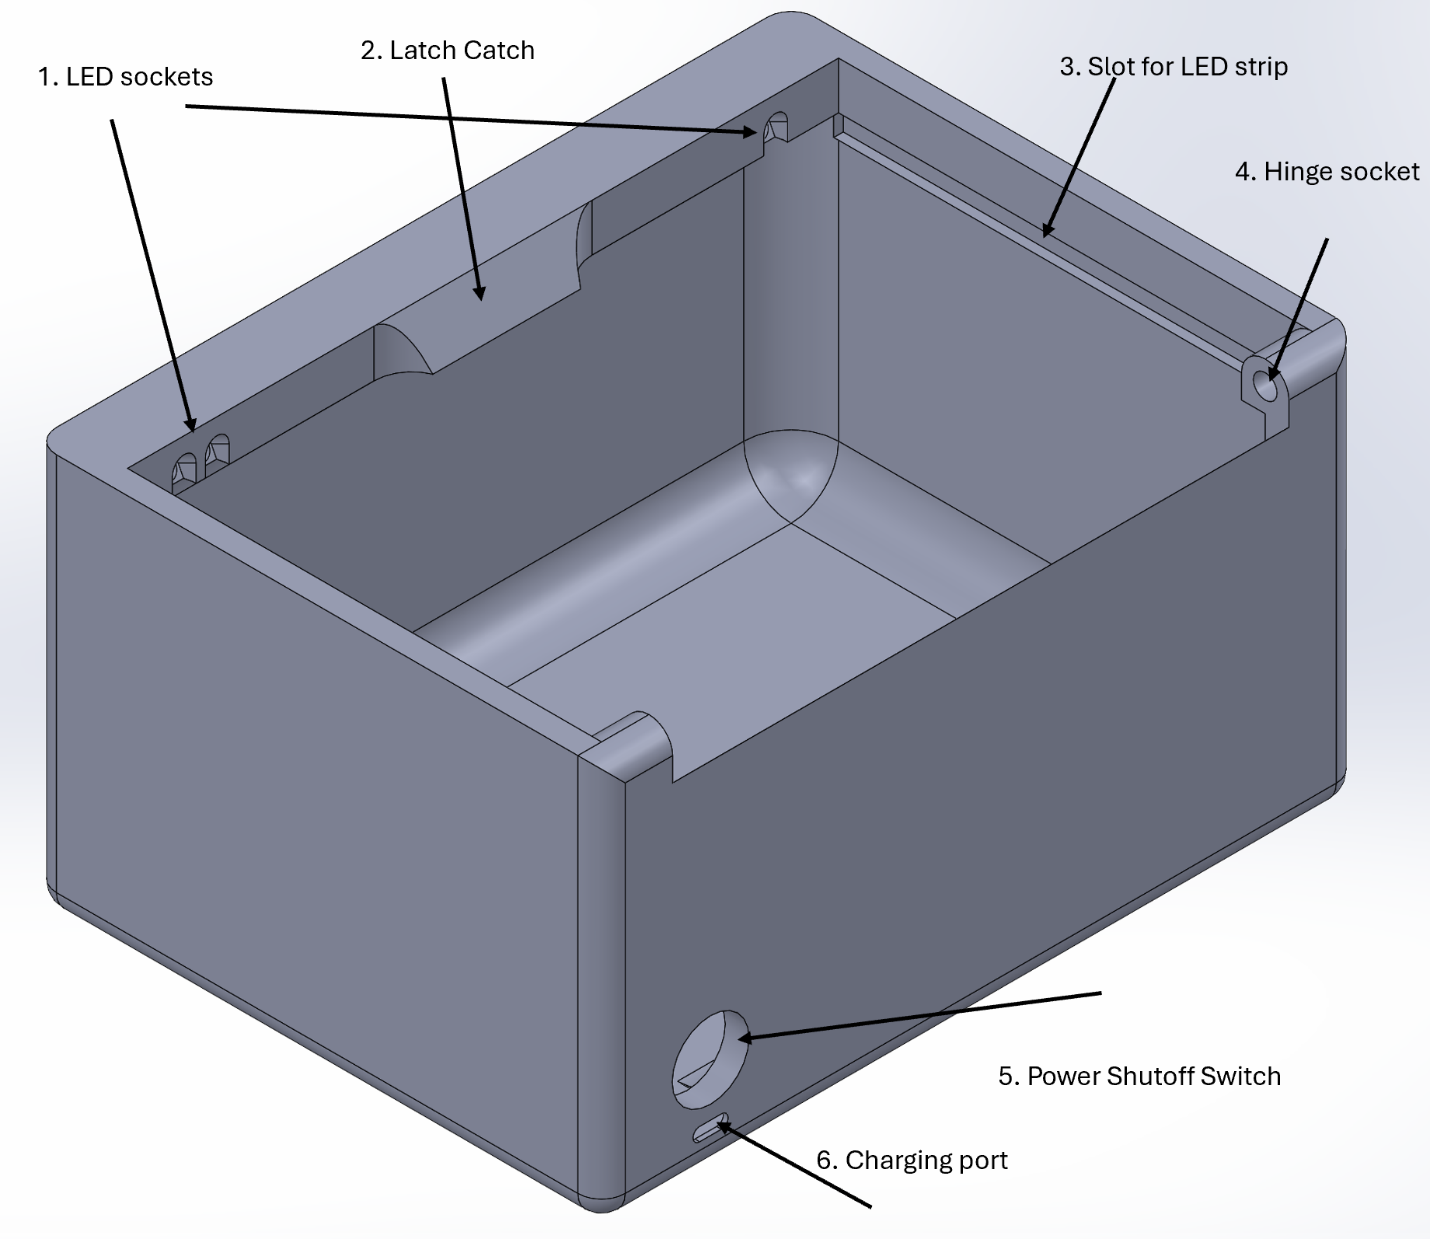 1. LED sockets
2. Latch Catch
3. Slot for LED strip
4. Hinge socket
5. Power Shutoff Switch
6. Charging port